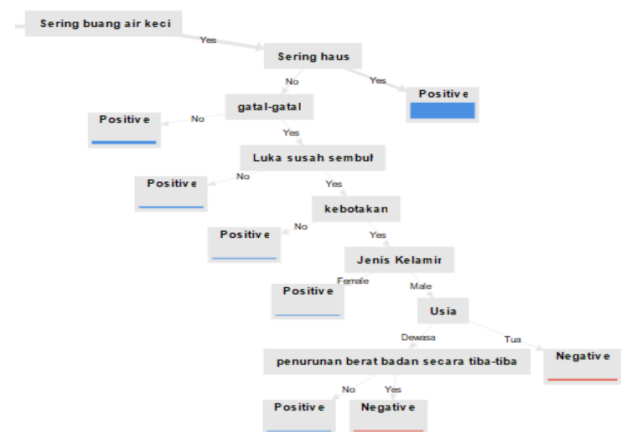 Sering buang air keci
Yes
Sering haus
No
Yes
Positive
gatal-gatal
Positive
No
Yes
Luka susah sembuh
No
Yes
Positive
kebotakan
No
Yes
Positive
Jenis Kelamin
Female
Male
Positive
Usia
Dewasa
Tua
penurunan berat badan secara tiba-tiba
Negative
No
Yes
Positive
Negative